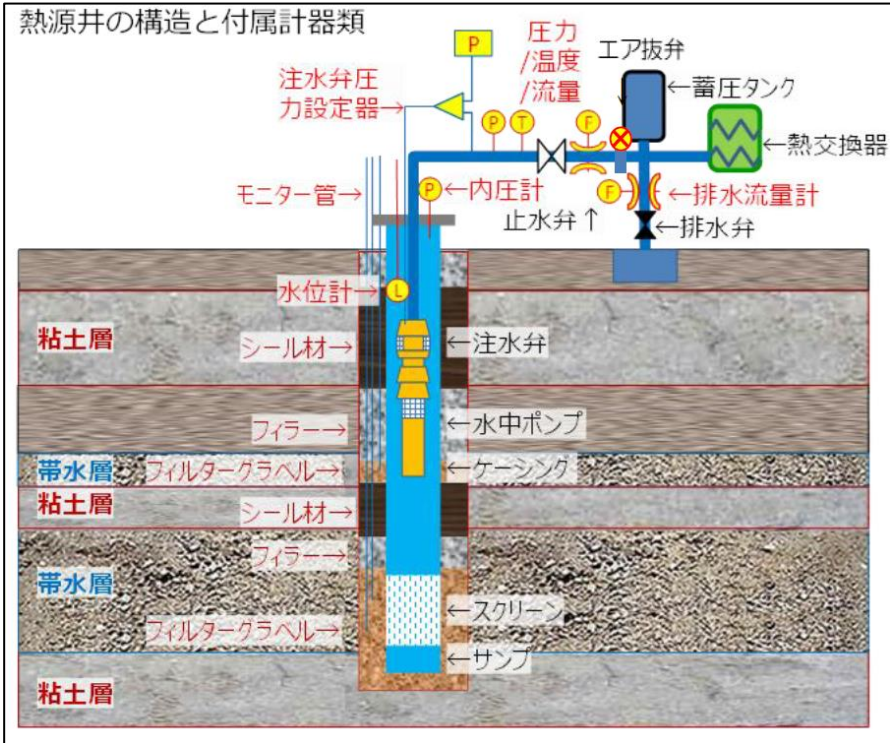 熱源井の構造と付属計器類
P
圧力
/温度
/流量
エア抜弁
注水弁圧
力設定器→
←蓄圧タンク
P
T
F
←熱交換器
モニター管→
P
←内圧計
F
←排水流量計
止水弁↑
←排水弁
水位計→
L
粘土層
シール材→
←注水弁
フィラー→
←水中ポンプ
帯水層
フィルターグラベル→
←ケーシング
粘土層
シール材→
フィラー→
帯水層
←スクリーン
フィルターグラベル→
←サンプ
粘土層